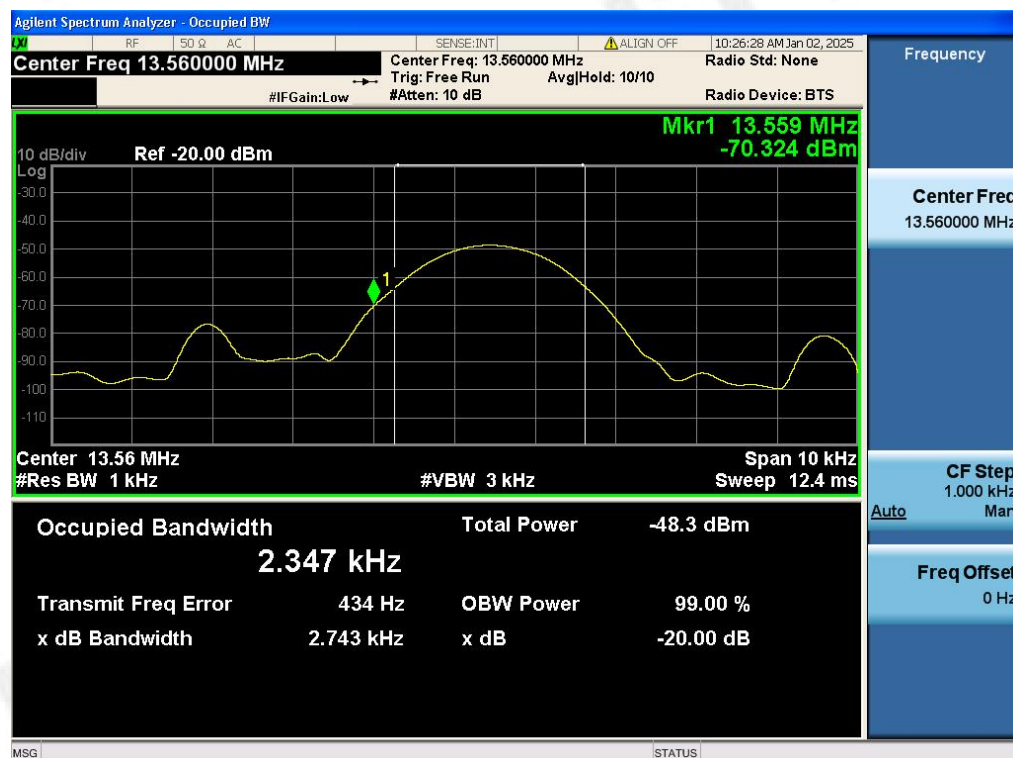 Agilent Spectrum Analyzer - Occupied BW
LXI RF 50 Ω AC SENSE:INT ALIGN OFF 10:26:28 AM Jan 02, 2025
Center Freq 13.560000 MHz
Center Freq: 13.560000 MHz Radio Std: None
Trig: Free Run Avg|Hold: 10/10
#IFGain:Low #Atten: 10 dB Radio Device: BTS
Mkr1 13.559 MHz
10 dB/div Ref -20.00 dBm -70.324 dBm
Log
-30.0
-40.0
-50.0
-60.0
1
-70.0
-80.0
-90.0
-100
-110
Center 13.56 MHz Span 10 kHz
#Res BW 1 kHz #VBW 3 kHz Sweep 12.4 ms
Occupied Bandwidth Total Power -48.3 dBm
2.347 kHz
Transmit Freq Error 434 Hz OBW Power 99.00 %
x dB Bandwidth 2.743 kHz x dB -20.00 dB
MSG STATUS
Frequency
Center Freq
13.560000 MHz
CF Step
1.000 kHz
Auto Man
Freq Offset
0 Hz